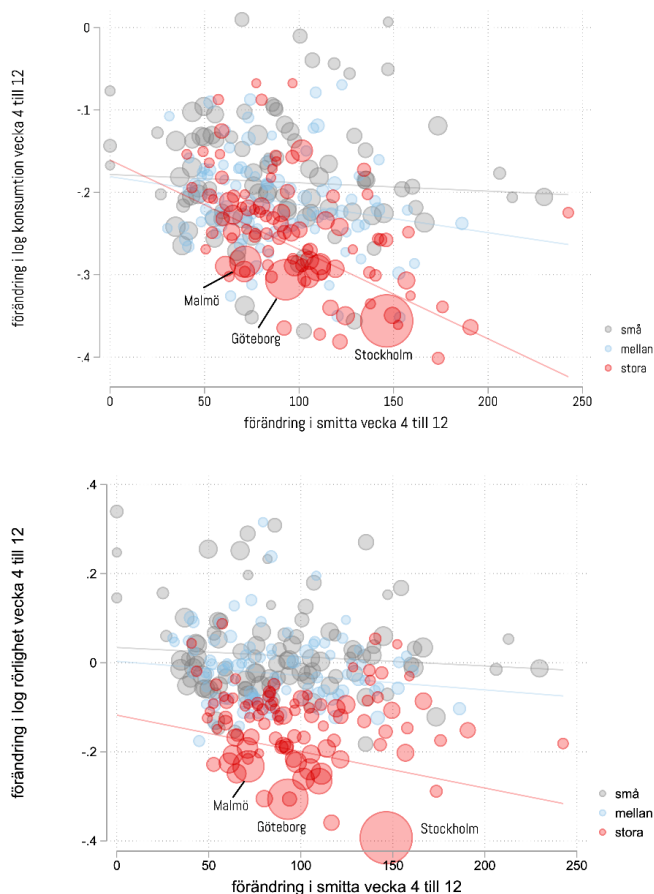 förändring i log konsumtion vecka 4 till 12
0
-.1
-.2
-.3
-.4
Malmö
Göteborg
Stockholm
små
mellan
stora
0 50 100 150 200 250
förändring i smitta vecka 4 till 12
förändring i log rörlighet vecka 4 till 12
.4
.2
0
-.2
-.4
Malmö
Göteborg
Stockholm
små
mellan
stora
0 50 100 150 200 250
förändring i smitta vecka 4 till 12